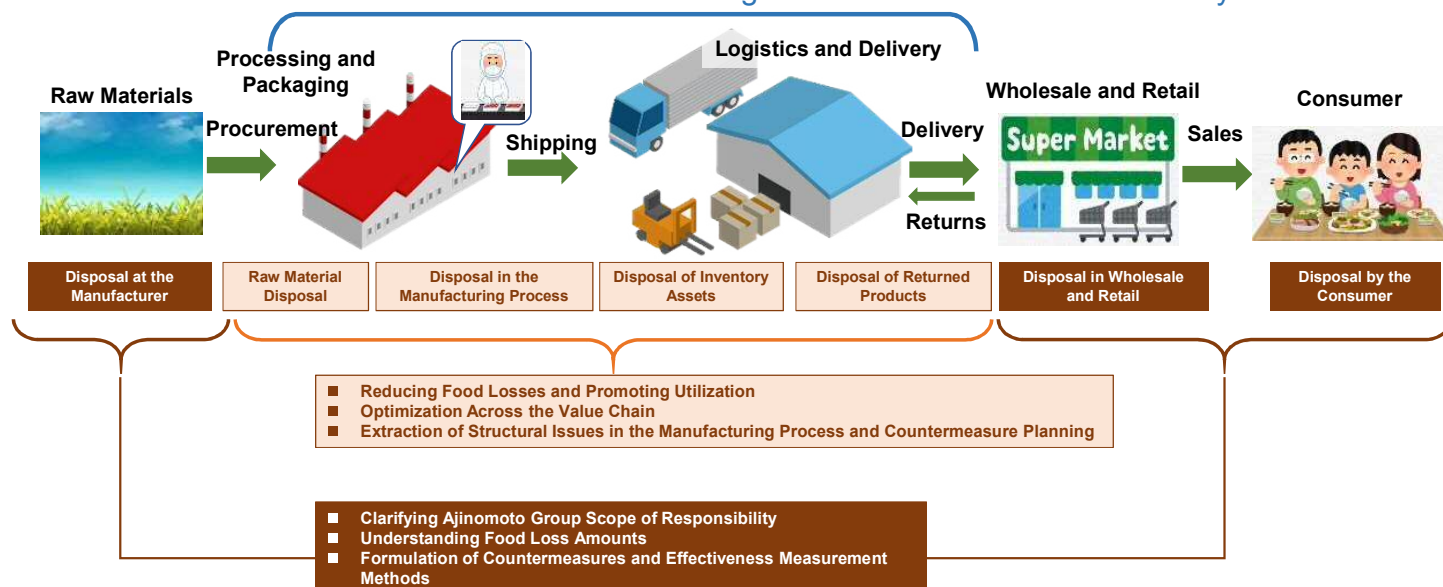 Processing and
Packaging
Logistics and Delivery
Raw Materials
Wholesale and Retail
Consumer
Procurement
Shipping
Delivery
Returns
Super Market
Sales
Disposal at the
Manufacturer
Raw Material
Disposal
Disposal in the
Manufacturing Process
Disposal of Inventory
Assets
Disposal of Returned
Products
Disposal in Wholesale
and Retail
Disposal by the
Consumer
Reducing Food Losses and Promoting Utilization
Optimization Across the Value Chain
Extraction of Structural Issues in the Manufacturing Process and Countermeasure Planning
Clarifying Ajinomoto Group Scope of Responsibility
Understanding Food Loss Amounts
Formulation of Countermeasures and Effectiveness Measurement
Methods